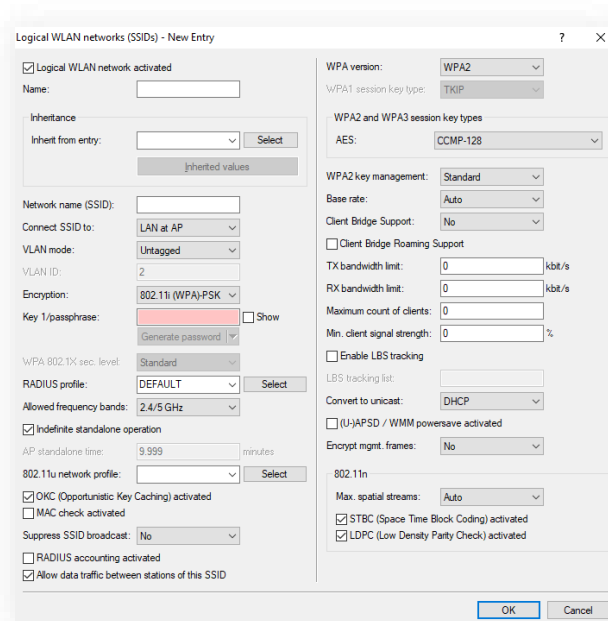 Logical WLAN networks (SSIDs) - New Entry ? ×
Logical WLAN network activated
Name:
Inheritance
Inherit from entry: Select
Inherited values
Network name (SSID):
Connect SSID to: LAN at AP
VLAN mode: Untagged
VLAN ID: 2
Encryption: 802.11i (WPA)-PSK
Key 1/passphrase: Show
Generate password
WPA 802.1X sec. level: Standard
RADIUS profile: DEFAULT Select
Allowed frequency bands: 2.4/5 GHz
Indefinite standalone operation
AP standalone time: 9.999 minutes
802.11u network profile: Select
OKC (Opportunistic Key Caching) activated
MAC check activated
Suppress SSID broadcast: No
RADIUS accounting activated
Allow data traffic between stations of this SSID
WPA version: WPA2
WPA1 session key type: TKIP
WPA2 and WPA3 session key types
AES: CCMP-128
WPA2 key management: Standard
Base rate: Auto
Client Bridge Support: No
Client Bridge Roaming Support
TX bandwidth limit: 0 kbit/s
RX bandwidth limit: 0 kbit/s
Maximum count of clients: 0
Min. client signal strength: 0 %
Enable LBS tracking
LBS tracking list:
Convert to unicast: DHCP
(U-)APSD / WMM powersave activated
Encrypt mgmt. frames: No
802.11n
Max. spatial streams: Auto
STBC (Space Time Block Coding) activated
LDPC (Low Density Parity Check) activated
OK Cancel